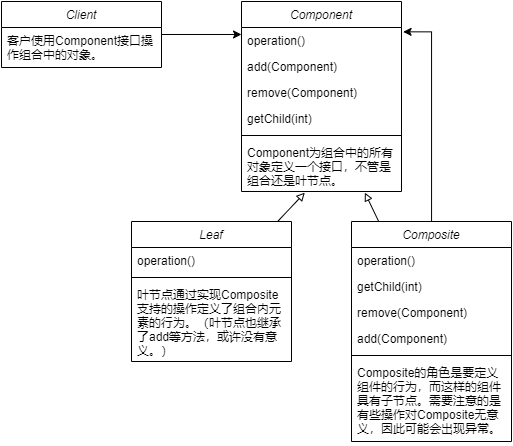 Client
客户使用Component接口操
作组合中的对象。
Component
operation()
add(Component)
remove(Component)
getChild(int)
Component为组合中的所有
对象定义一个接口，不管是
组合还是叶节点。
Leaf
operation()
叶节点通过实现Composite
支持的操作定义了组合内元
素的行为。（叶节点也继承
了add等方法，或许没有意
义。）
Composite
operation()
getChild(int)
remove(Component)
add(Component)
Composite的角色是要定义
组件的行为，而这样的组件
具有子节点。需要注意的是
有些操作对Composite无意
义，因此可能会出现异常。